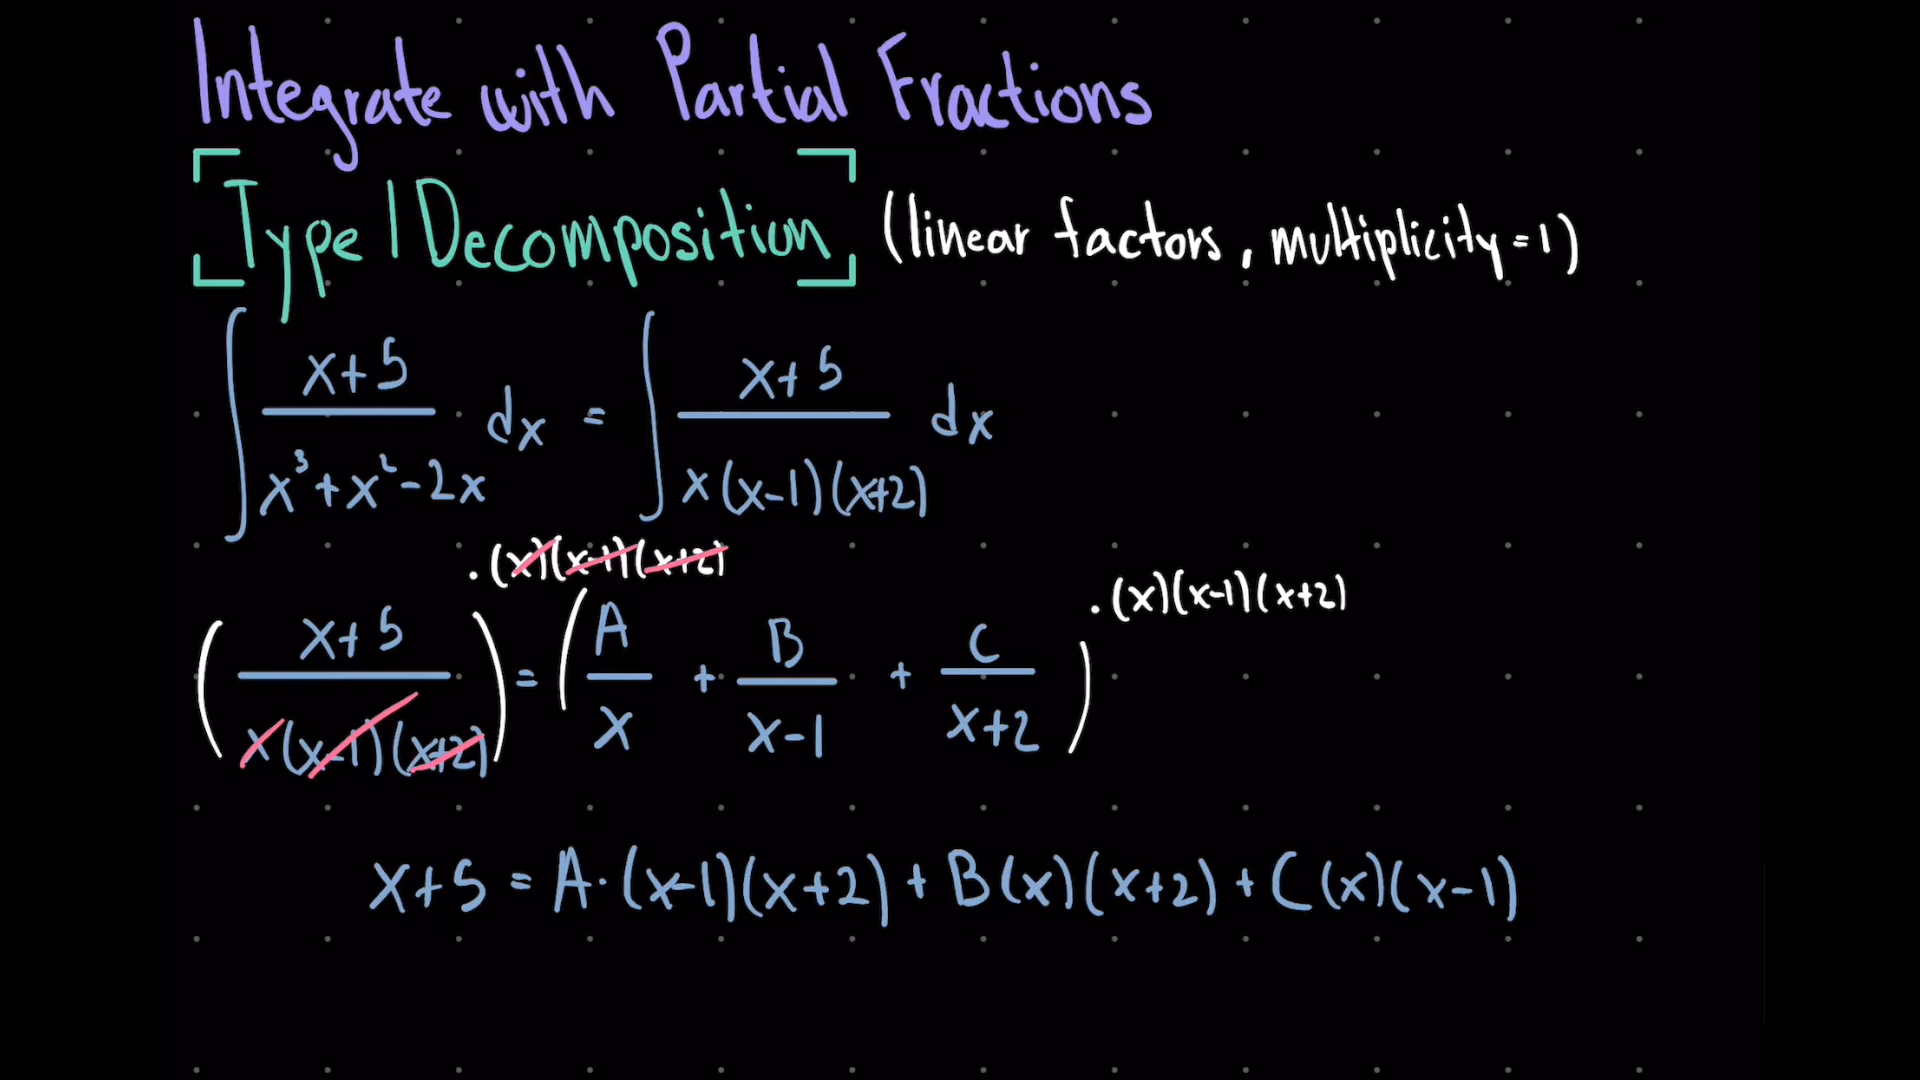 Integrate with Partial Fractions
Type 1 Decomposition (linear factors, multiplicity = 1)
∫ (x+5)/(x³+x²-2x) dx = ∫ (x+5)/(x(x-1)(x+2)) dx
((x+5)/(x(x-1)(x+2))) · (x)(x-1)(x+2) = (A/x + B/(x-1) + C/(x+2)) · (x)(x-1)(x+2)
x+5 = A·(x-1)(x+2) + B(x)(x+2) + C(x)(x-1)